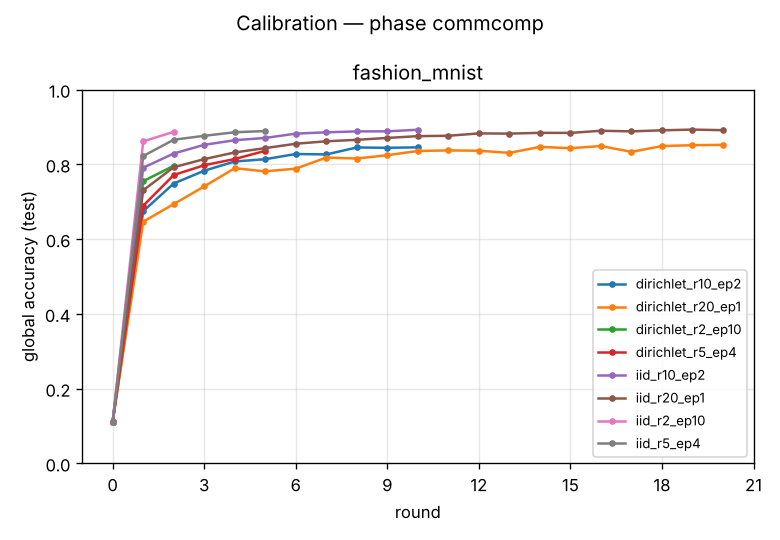 Calibration — phase commcomp
fashion_mnist
global accuracy (test)
1.0
0.8
0.6
0.4
0.2
0.0
0 3 6 9 12 15 18 21
round
dirichlet_r10_ep2
dirichlet_r20_ep1
dirichlet_r2_ep10
dirichlet_r5_ep4
iid_r10_ep2
iid_r20_ep1
iid_r2_ep10
iid_r5_ep4